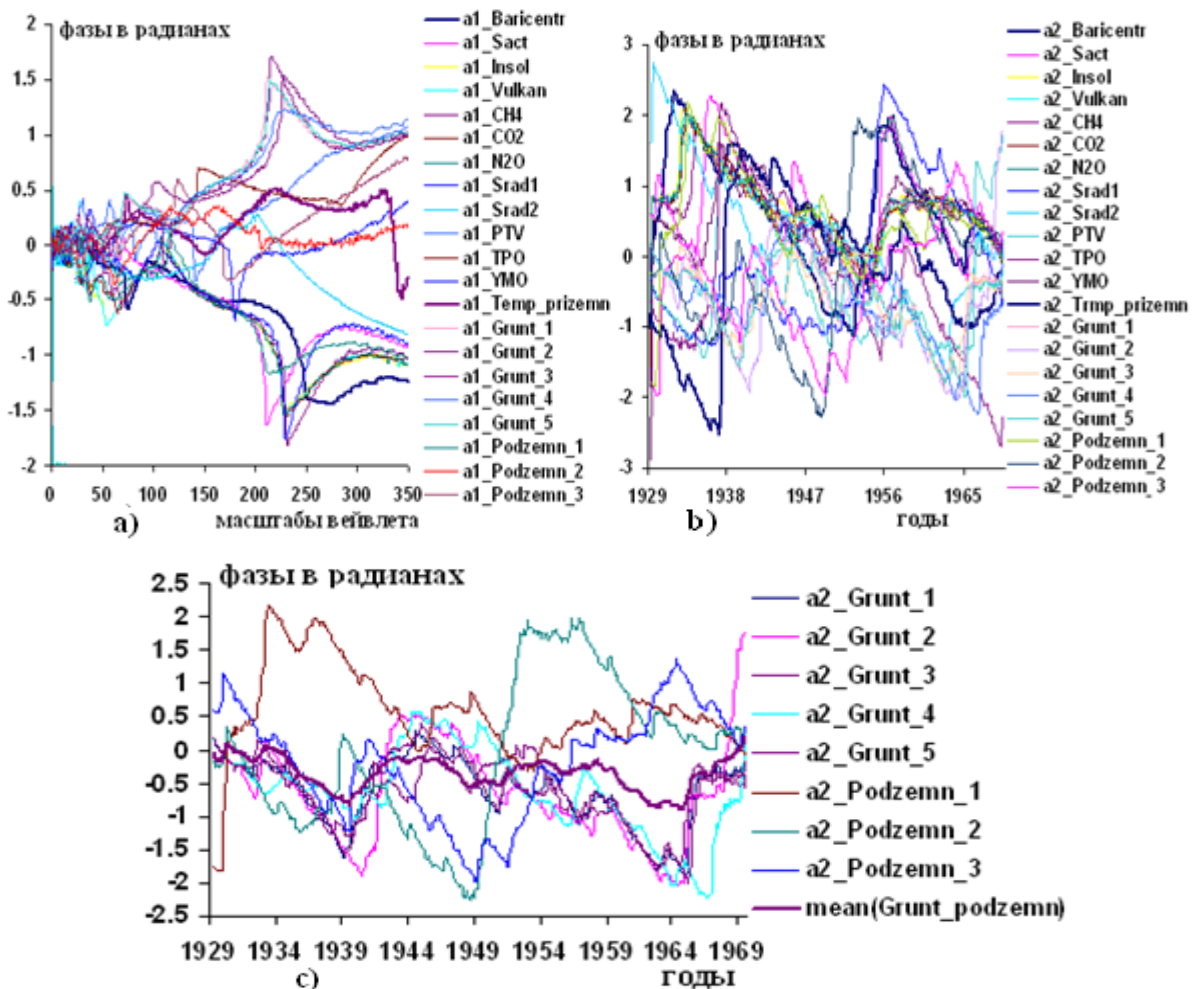 фазы в радианах
2
1.5
1
0.5
0
-0.5
-1
-1.5
-2
0 50 100 150 200 250 300 350
масштабы вейвлета
a)
a1_Baricentr
a1_Sact
a1_Insol
a1_Vulkan
a1_CH4
a1_CO2
a1_N2O
a1_Srad1
a1_Srad2
a1_PTV
a1_TPO
a1_YMO
a1_Temp_prizemn
a1_Grunt_1
a1_Grunt_2
a1_Grunt_3
a1_Grunt_4
a1_Grunt_5
a1_Podzemn_1
a1_Podzemn_2
a1_Podzemn_3
фазы в радианах
3
2
1
0
-1
-2
-3
1929 1938 1947 1956 1965
годы
b)
a2_Baricentr
a2_Sact
a2_Insol
a2_Vulkan
a2_CH4
a2_CO2
a2_N2O
a2_Srad1
a2_Srad2
a2_PTV
a2_TPO
a2_YMO
a2_Trmp_prizemn
a2_Grunt_1
a2_Grunt_2
a2_Grunt_3
a2_Grunt_4
a2_Grunt_5
a2_Podzemn_1
a2_Podzemn_2
a2_Podzemn_3
фазы в радианах
2.5
2
1.5
1
0.5
0
-0.5
-1
-1.5
-2
-2.5
1929 1934 1939 1944 1949 1954 1959 1964 1969
c)
годы
a2_Grunt_1
a2_Grunt_2
a2_Grunt_3
a2_Grunt_4
a2_Grunt_5
a2_Podzemn_1
a2_Podzemn_2
a2_Podzemn_3
mean(Grunt_podzemn)